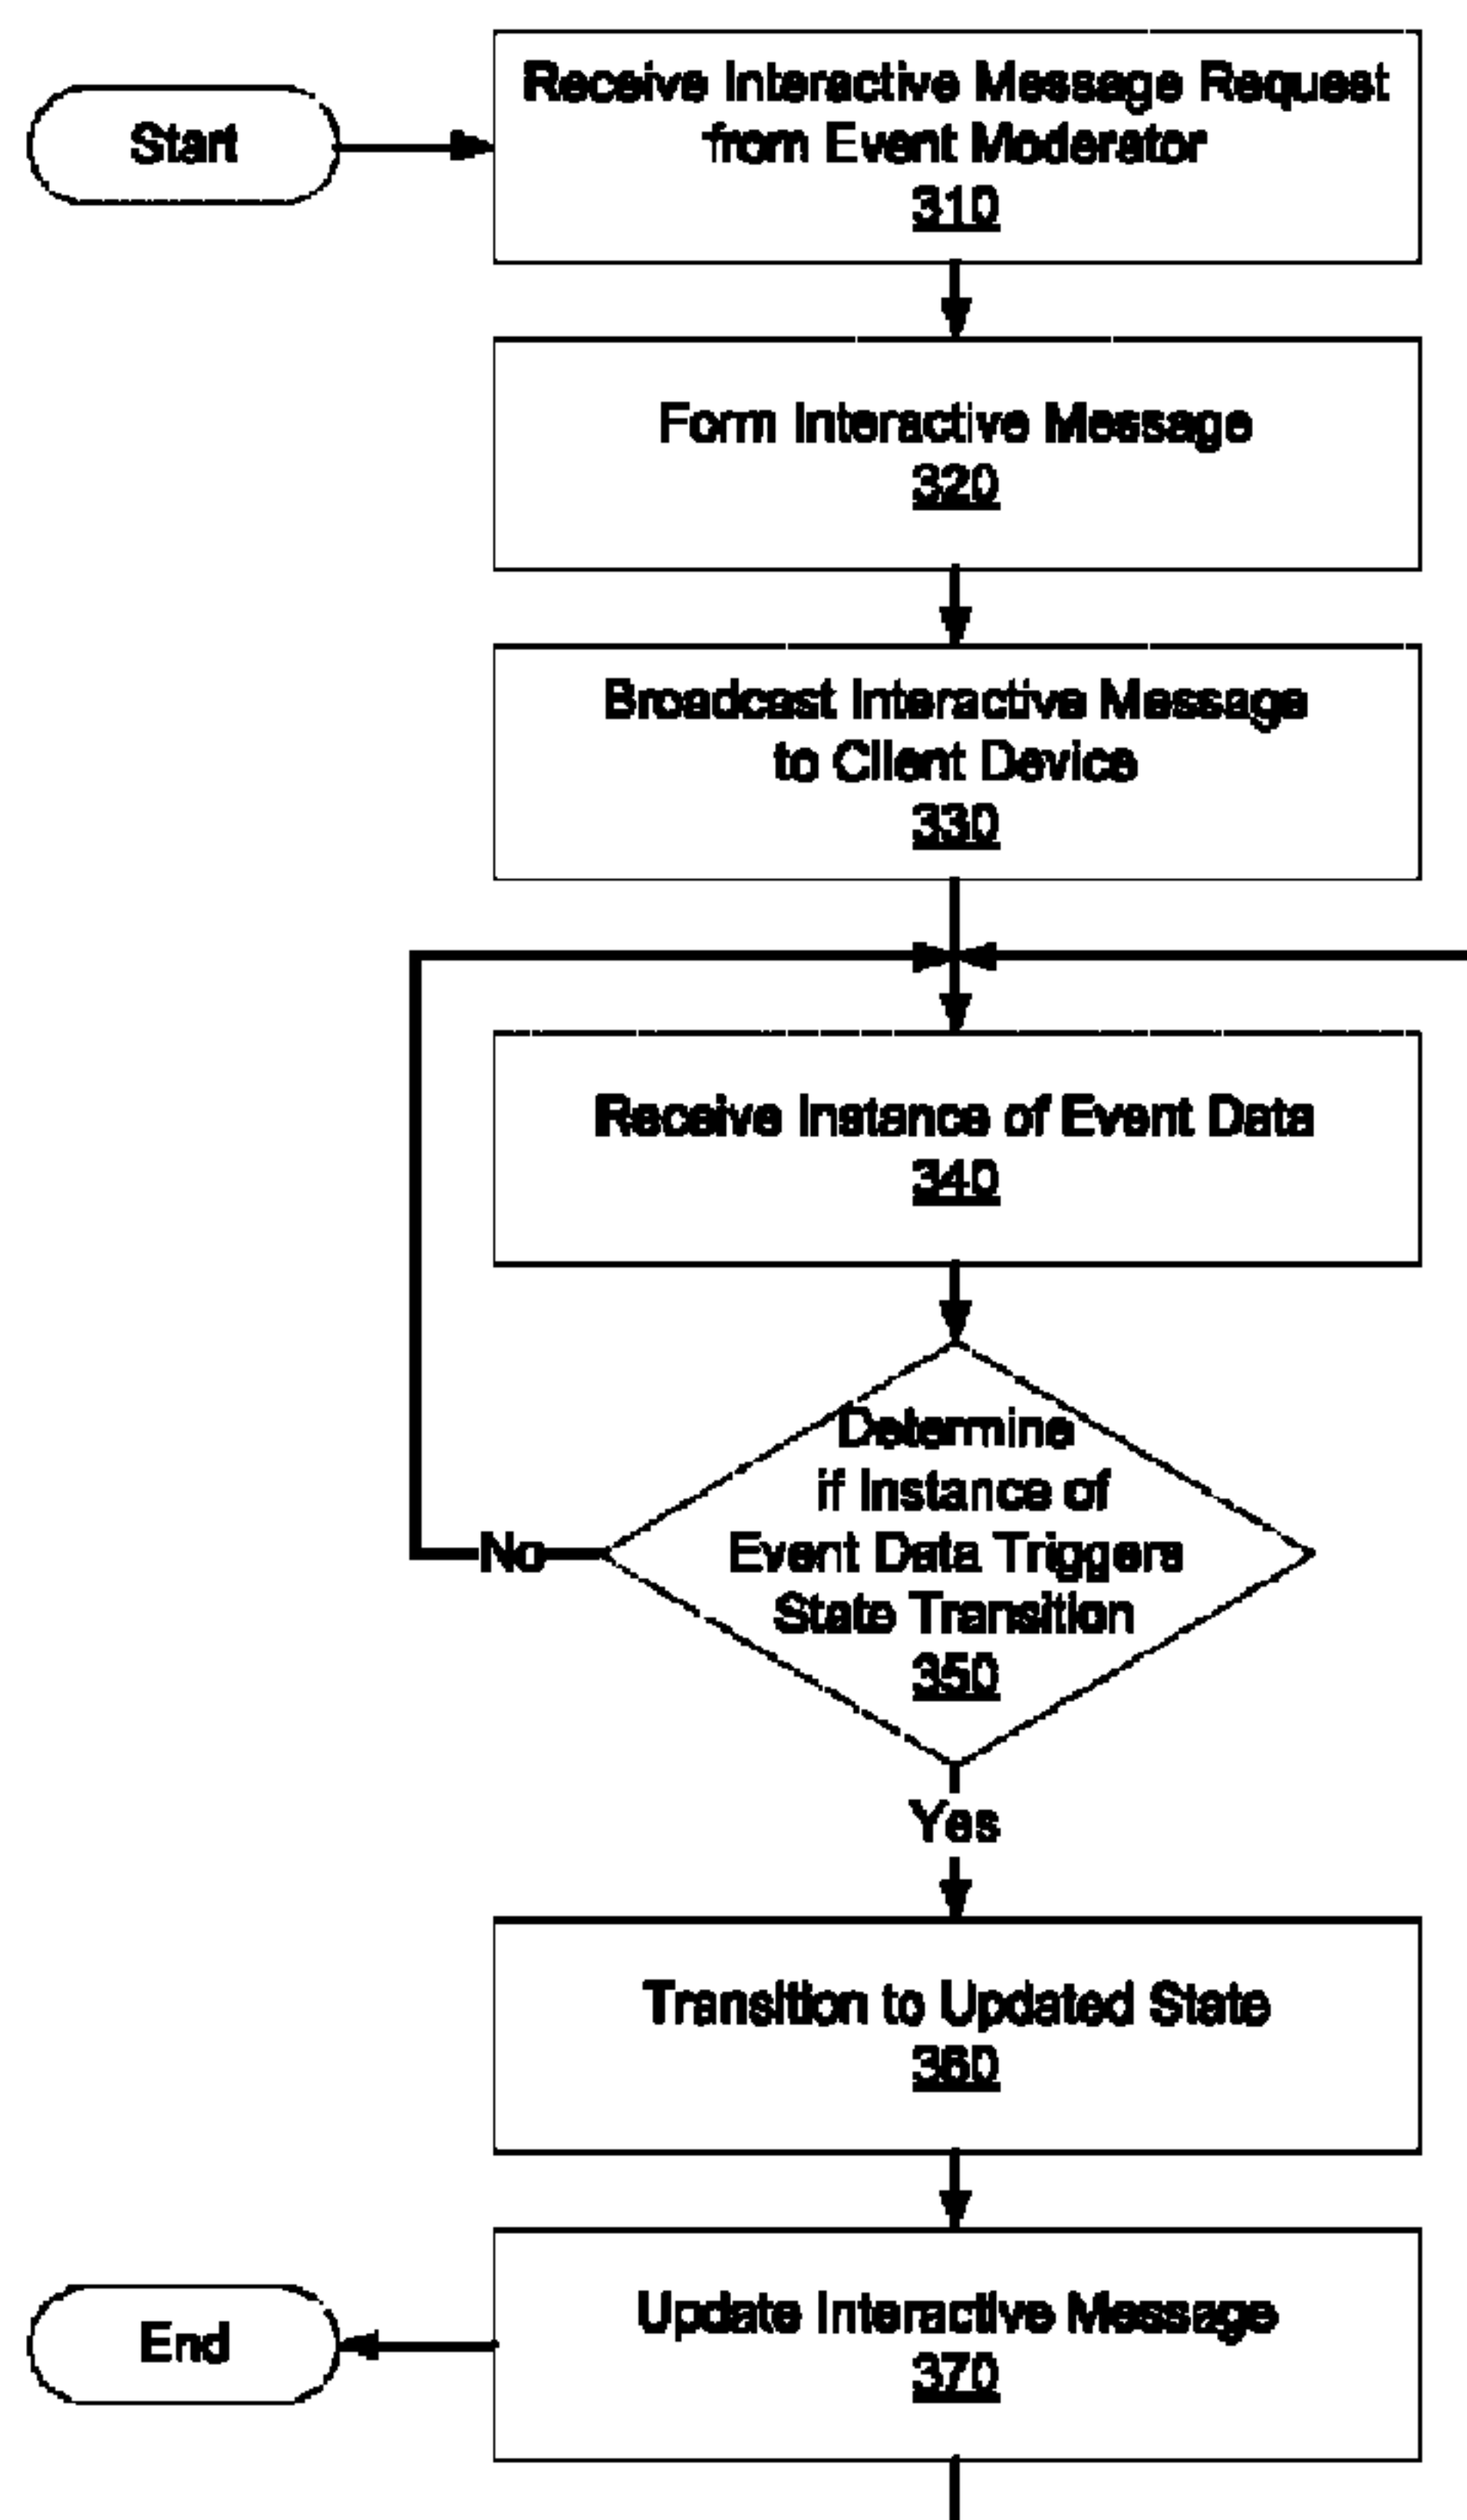 Start
Receive Interactive Message Request
from Event Moderator
310
Form Interactive Message
320
Broadcast Interactive Message
to Client Device
330
Receive Instance of Event Data
340
Determine
if Instance of
Event Data Triggers
State Transition
350
No
Yes
Transition to Updated State
360
Update Interactive Message
370
End